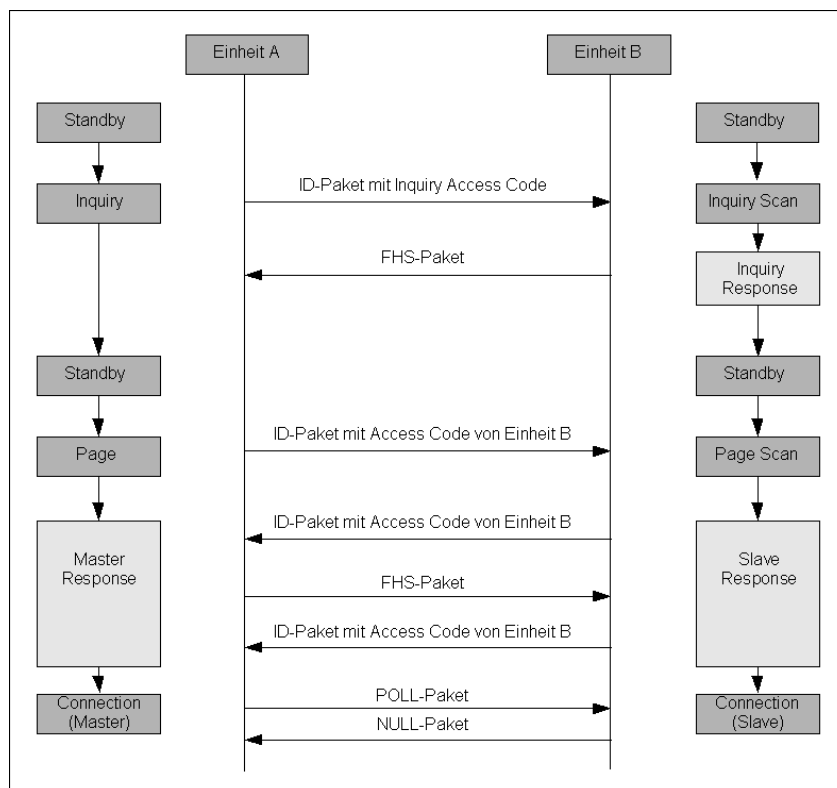 Einheit A
Einheit B
Standby
Standby
ID-Paket mit Inquiry Access Code
Inquiry
Inquiry Scan
FHS-Paket
Inquiry
Response
Standby
Standby
ID-Paket mit Access Code von Einheit B
Page
Page Scan
ID-Paket mit Access Code von Einheit B
Master
Response
Slave
Response
FHS-Paket
ID-Paket mit Access Code von Einheit B
POLL-Paket
Connection
(Master)
Connection
(Slave)
NULL-Paket